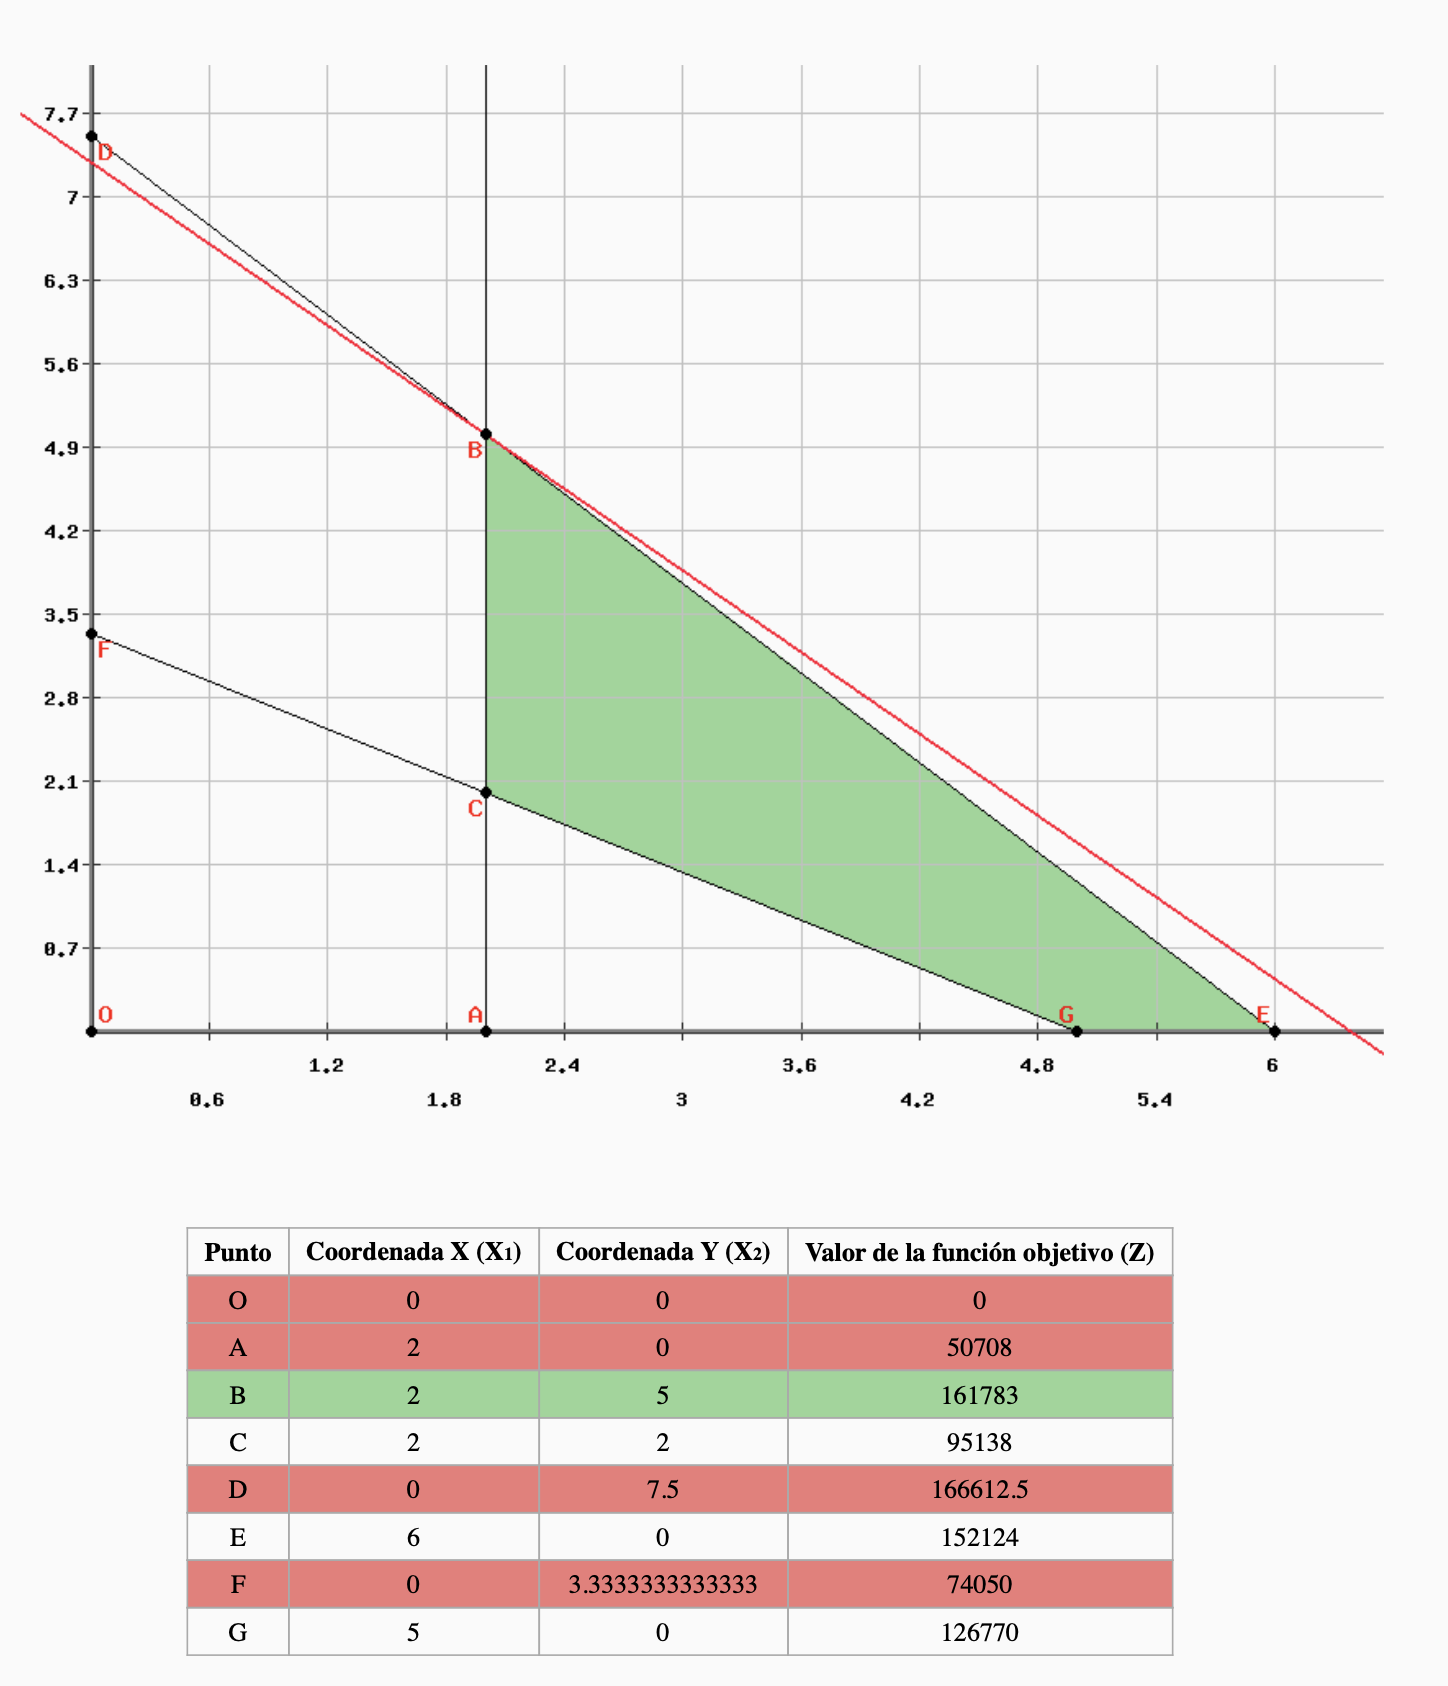 7.7
D
7
6.3
5.6
4.9
B
4.2
3.5
F
2.8
2.1
C
1.4
0.7
O A G E
1.2 2.4 3.6 4.8 6
0.6 1.8 3 4.2 5.4
Punto Coordenada X (X1) Coordenada Y (X2) Valor de la función objetivo (Z)
O 0 0 0
A 2 0 50708
B 2 5 161783
C 2 2 95138
D 0 7.5 166612.5
E 6 0 152124
F 0 3.3333333333333 74050
G 5 0 126770